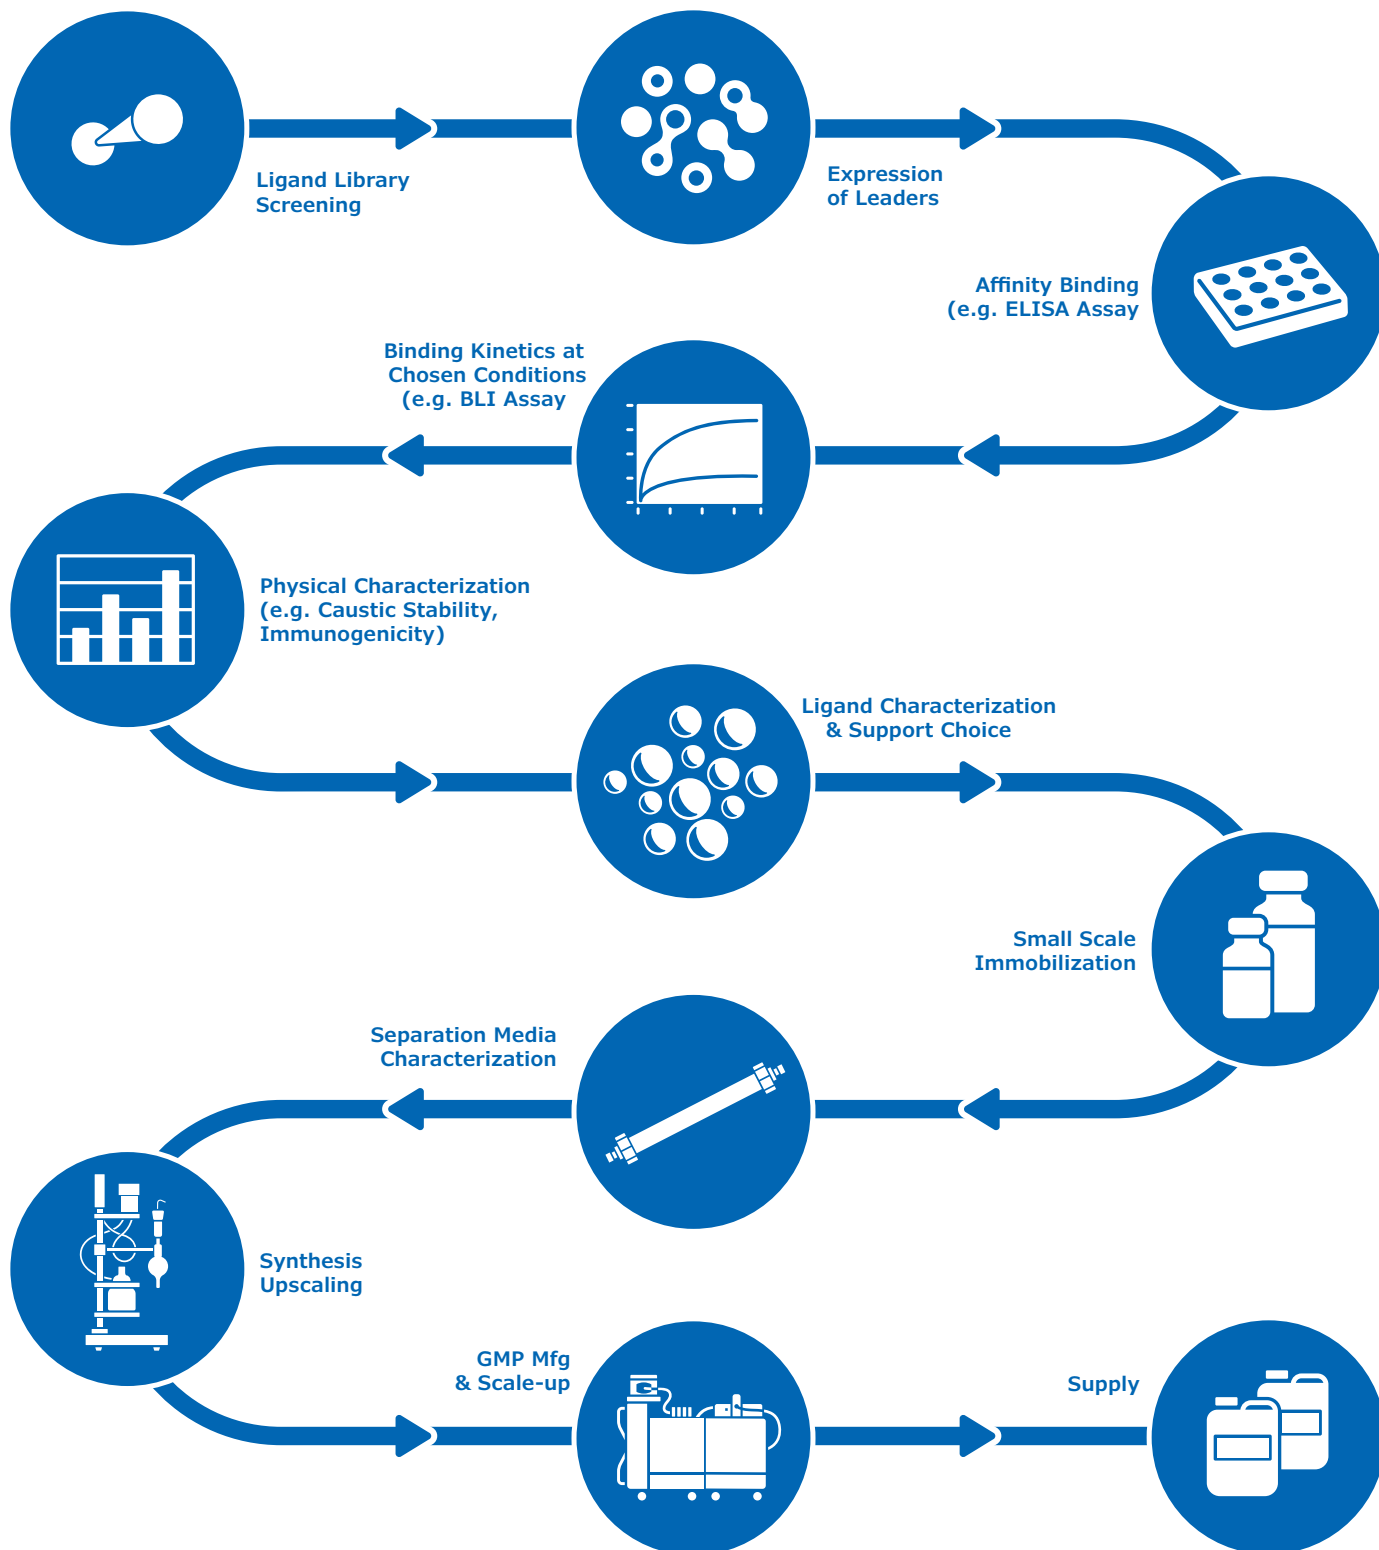 Ligand Library
Screening
Expression
of Leaders
Affinity Binding
(e.g. ELISA Assay
Binding Kinetics at
Chosen Conditions
(e.g. BLI Assay
Physical Characterization
(e.g. Caustic Stability,
Immunogenicity)
Ligand Characterization
& Support Choice
Small Scale
Immobilization
Separation Media
Characterization
Synthesis
Upscaling
GMP Mfg
& Scale-up
Supply